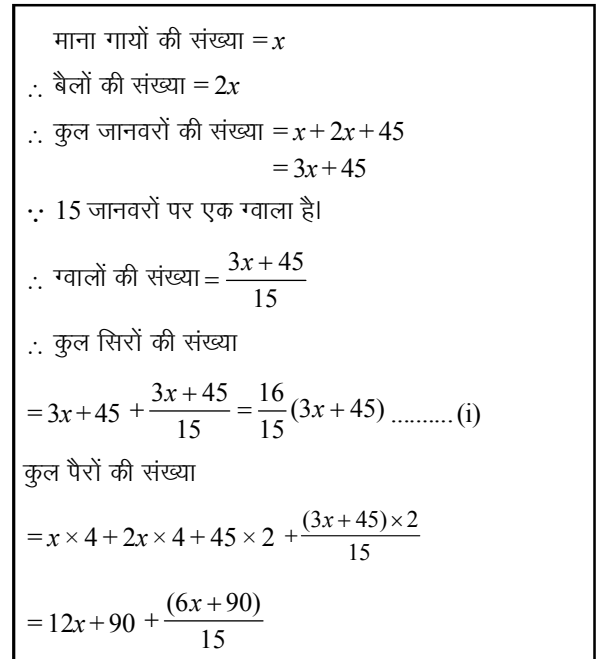 माना गायों की संख्या = x
∴ बैलों की संख्या = 2x
∴ कुल जानवरों की संख्या = x + 2x + 45
= 3x + 45
∵ 15 जानवरों पर एक ग्वाला है।
∴ ग्वालों की संख्या = (3x + 45)/15
∴ कुल सिरों की संख्या
= 3x + 45 + (3x + 45)/15 = 16/15 (3x + 45) ..........(i)
कुल पैरों की संख्या
= x × 4 + 2x × 4 + 45 × 2 + ((3x + 45) × 2)/15
= 12x + 90 + (6x + 90)/15